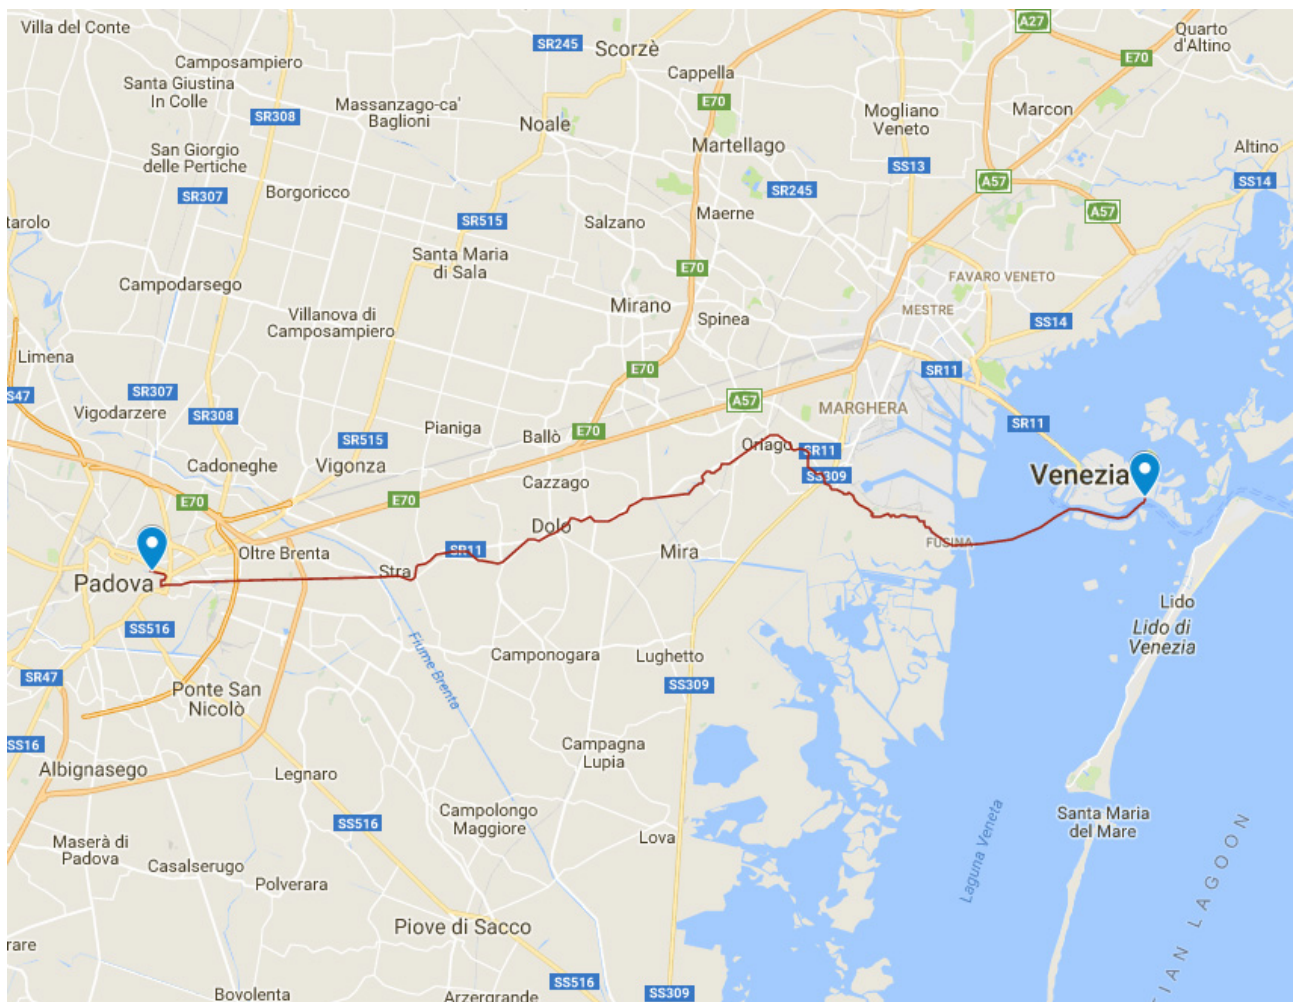 Villa del Conte
Camposampiero
Santa Giustina
In Colle
SR308
San Giorgio
delle Pertiche
SR307
Borgoricco
Massanzago-ca'
Baglioni
SR245
Scorzè
Cappella
E70
Noale
Martellago
SR245
Maerne
Salzano
A27
Quarto
d'Altino
E70
Mogliano
Veneto
Marcon
SS13
Altino
SS14
A57
A57
tarolo
SR515
Santa Maria
di Sala
Campodarsego
Villanova di
Camposampiero
E70
Mirano
Spinea
FAVARO VENETO
MESTRE
SS14
Limena
SS47
SR307
Vigodarzere
SR308
SR515
Pianiga
Ballò
E70
E70
A57
MARGHERA
SR11
SR11
Cadoneghe
Vigonza
Cazzago
Oriago
SR11
SS309
Venezia
E70
E70
Oltre Brenta
Dolo
SR11
Stra
Mira
FUSINA
Padova
SS516
SR47
Ponte San
Nicolò
Fiume Brenta
Camponogara
Lughetto
SS309
Lido
Lido di
Venezia
SS16
Albignasego
Legnaro
Campagna
Lupia
SS516
Campolongo
Maggiore
Lova
Laguna Veneta
Santa Maria
del Mare
Maserà di
Padova
Casalserugo
Polverara
Piove di Sacco
TIAN LAGOON
rare
Bovolenta
Arzergrande
SS516
SS309